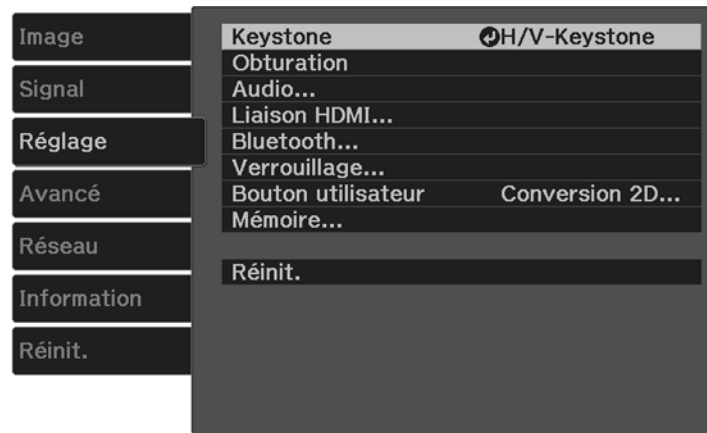 Image
Signal
Réglage
Avancé
Réseau
Information
Réinit.
Keystone H/V-Keystone
Obturation
Audio...
Liaison HDMI...
Bluetooth...
Verrouillage...
Bouton utilisateur Conversion 2D...
Mémoire...
Réinit.